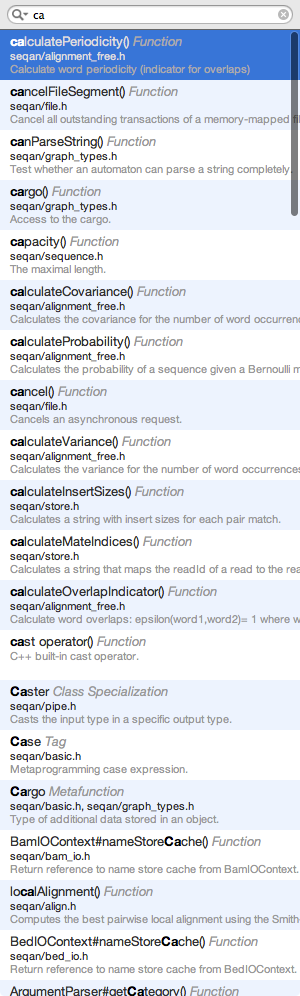 ca
calculatePeriodicity() Function
seqan/alignment_free.h
Calculate word periodicity (indicator for overlaps)
cancelFileSegment() Function
seqan/file.h
Cancel all outstanding transactions of a memory-mapped fil
canParseString() Function
seqan/graph_types.h
Test whether an automaton can parse a string completely.
cargo() Function
seqan/graph_types.h
Access to the cargo.
capacity() Function
seqan/sequence.h
The maximal length.
calculateCovariance() Function
seqan/alignment_free.h
Calculates the covariance for the number of word occurrenc
calculateProbability() Function
seqan/alignment_free.h
Calculates the probability of a sequence given a Bernoulli m
cancel() Function
seqan/file.h
Cancels an asynchronous request.
calculateVariance() Function
seqan/alignment_free.h
Calculates the variance for the number of word occurrences
calculateInsertSizes() Function
seqan/store.h
Calculates a string with insert sizes for each pair match.
calculateMateIndices() Function
seqan/store.h
Calculates a string that maps the readId of a read to the rea
calculateOverlapIndicator() Function
seqan/alignment_free.h
Calculate word overlaps: epsilon(word1,word2)= 1 where w
cast operator() Function
C++ built-in cast operator.
Caster Class Specialization
seqan/pipe.h
Casts the input type in a specific output type.
Case Tag
seqan/basic.h
Metaprogramming case expression.
Cargo Metafunction
seqan/basic.h, seqan/graph_types.h
Type of additional data stored in an object.
BamIOContext#nameStoreCache() Function
seqan/bam_io.h
Return reference to name store cache from BamIOContext.
localAlignment() Function
seqan/align.h
Computes the best pairwise local alignment using the Smith
BedIOContext#nameStoreCache() Function
seqan/bed_io.h
Return reference to name store cache from BedIOContext.
ArgumentParser#getCategory() Function